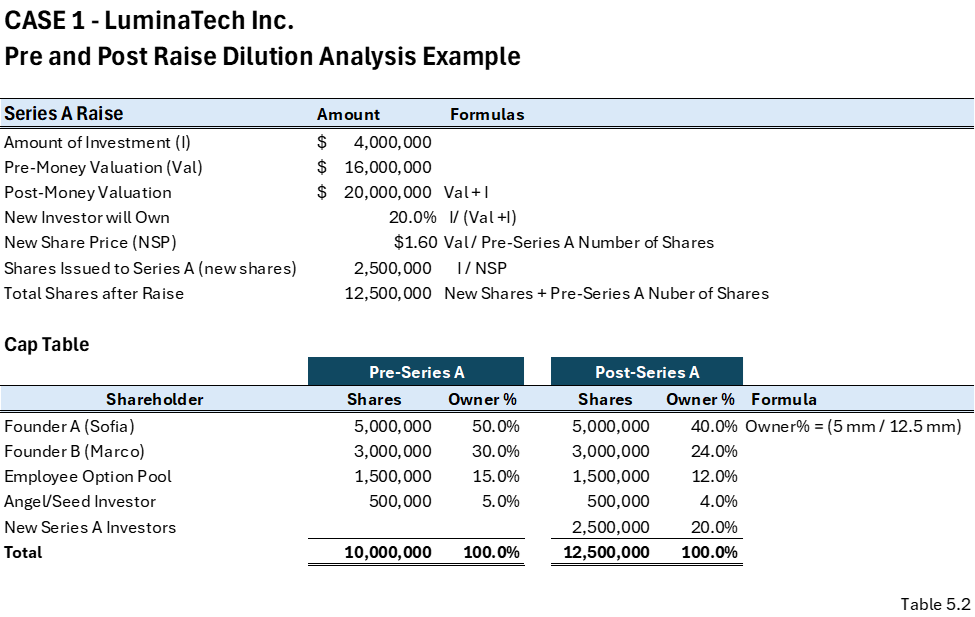 CASE 1 - LuminaTech Inc.
Pre and Post Raise Dilution Analysis Example
Series A Raise Amount Formulas
Amount of Investment (I) $ 4,000,000
Pre-Money Valuation (Val) $ 16,000,000
Post-Money Valuation $ 20,000,000 Val + I
New Investor will Own 20.0% I/ (Val +I)
New Share Price (NSP) $1.60 Val / Pre-Series A Number of Shares
Shares Issued to Series A (new shares) 2,500,000 I / NSP
Total Shares after Raise 12,500,000 New Shares + Pre-Series A Nuber of Shares
Cap Table
Pre-Series A Post-Series A
Shareholder Shares Owner % Shares Owner % Formula
Founder A (Sofia) 5,000,000 50.0% 5,000,000 40.0% Owner% = (5 mm / 12.5 mm)
Founder B (Marco) 3,000,000 30.0% 3,000,000 24.0%
Employee Option Pool 1,500,000 15.0% 1,500,000 12.0%
Angel/Seed Investor 500,000 5.0% 500,000 4.0%
New Series A Investors 2,500,000 20.0%
Total 10,000,000 100.0% 12,500,000 100.0%
Table 5.2